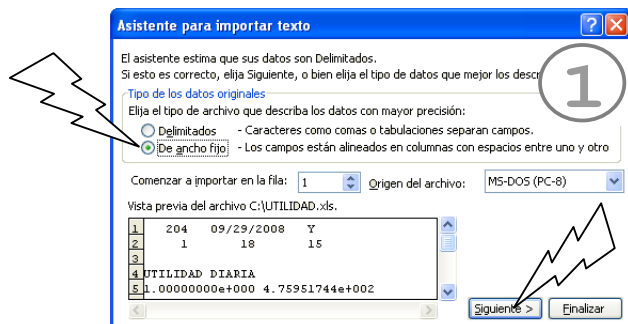 Asistente para importar texto
1
El asistente estima que sus datos son Delimitados.
Si esto es correcto, elija Siguiente, o bien elija el tipo de datos que mejor los descr
Tipo de los datos originales
Elija el tipo de archivo que describa los datos con mayor precisión:
Delimitados - Caracteres como comas o tabulaciones separan campos.
De ancho fijo - Los campos están alineados en columnas con espacios entre uno y otro
Comenzar a importar en la fila: 1 Origen del archivo: MS-DOS (PC-8)
Vista previa del archivo C:\UTILIDAD.xls.
1 204 09/29/2008 Y
2 1 18 15
3
4 UTILIDAD DIARIA
5 1.00000000e+000 4.75951744e+002
Siguiente > Finalizar